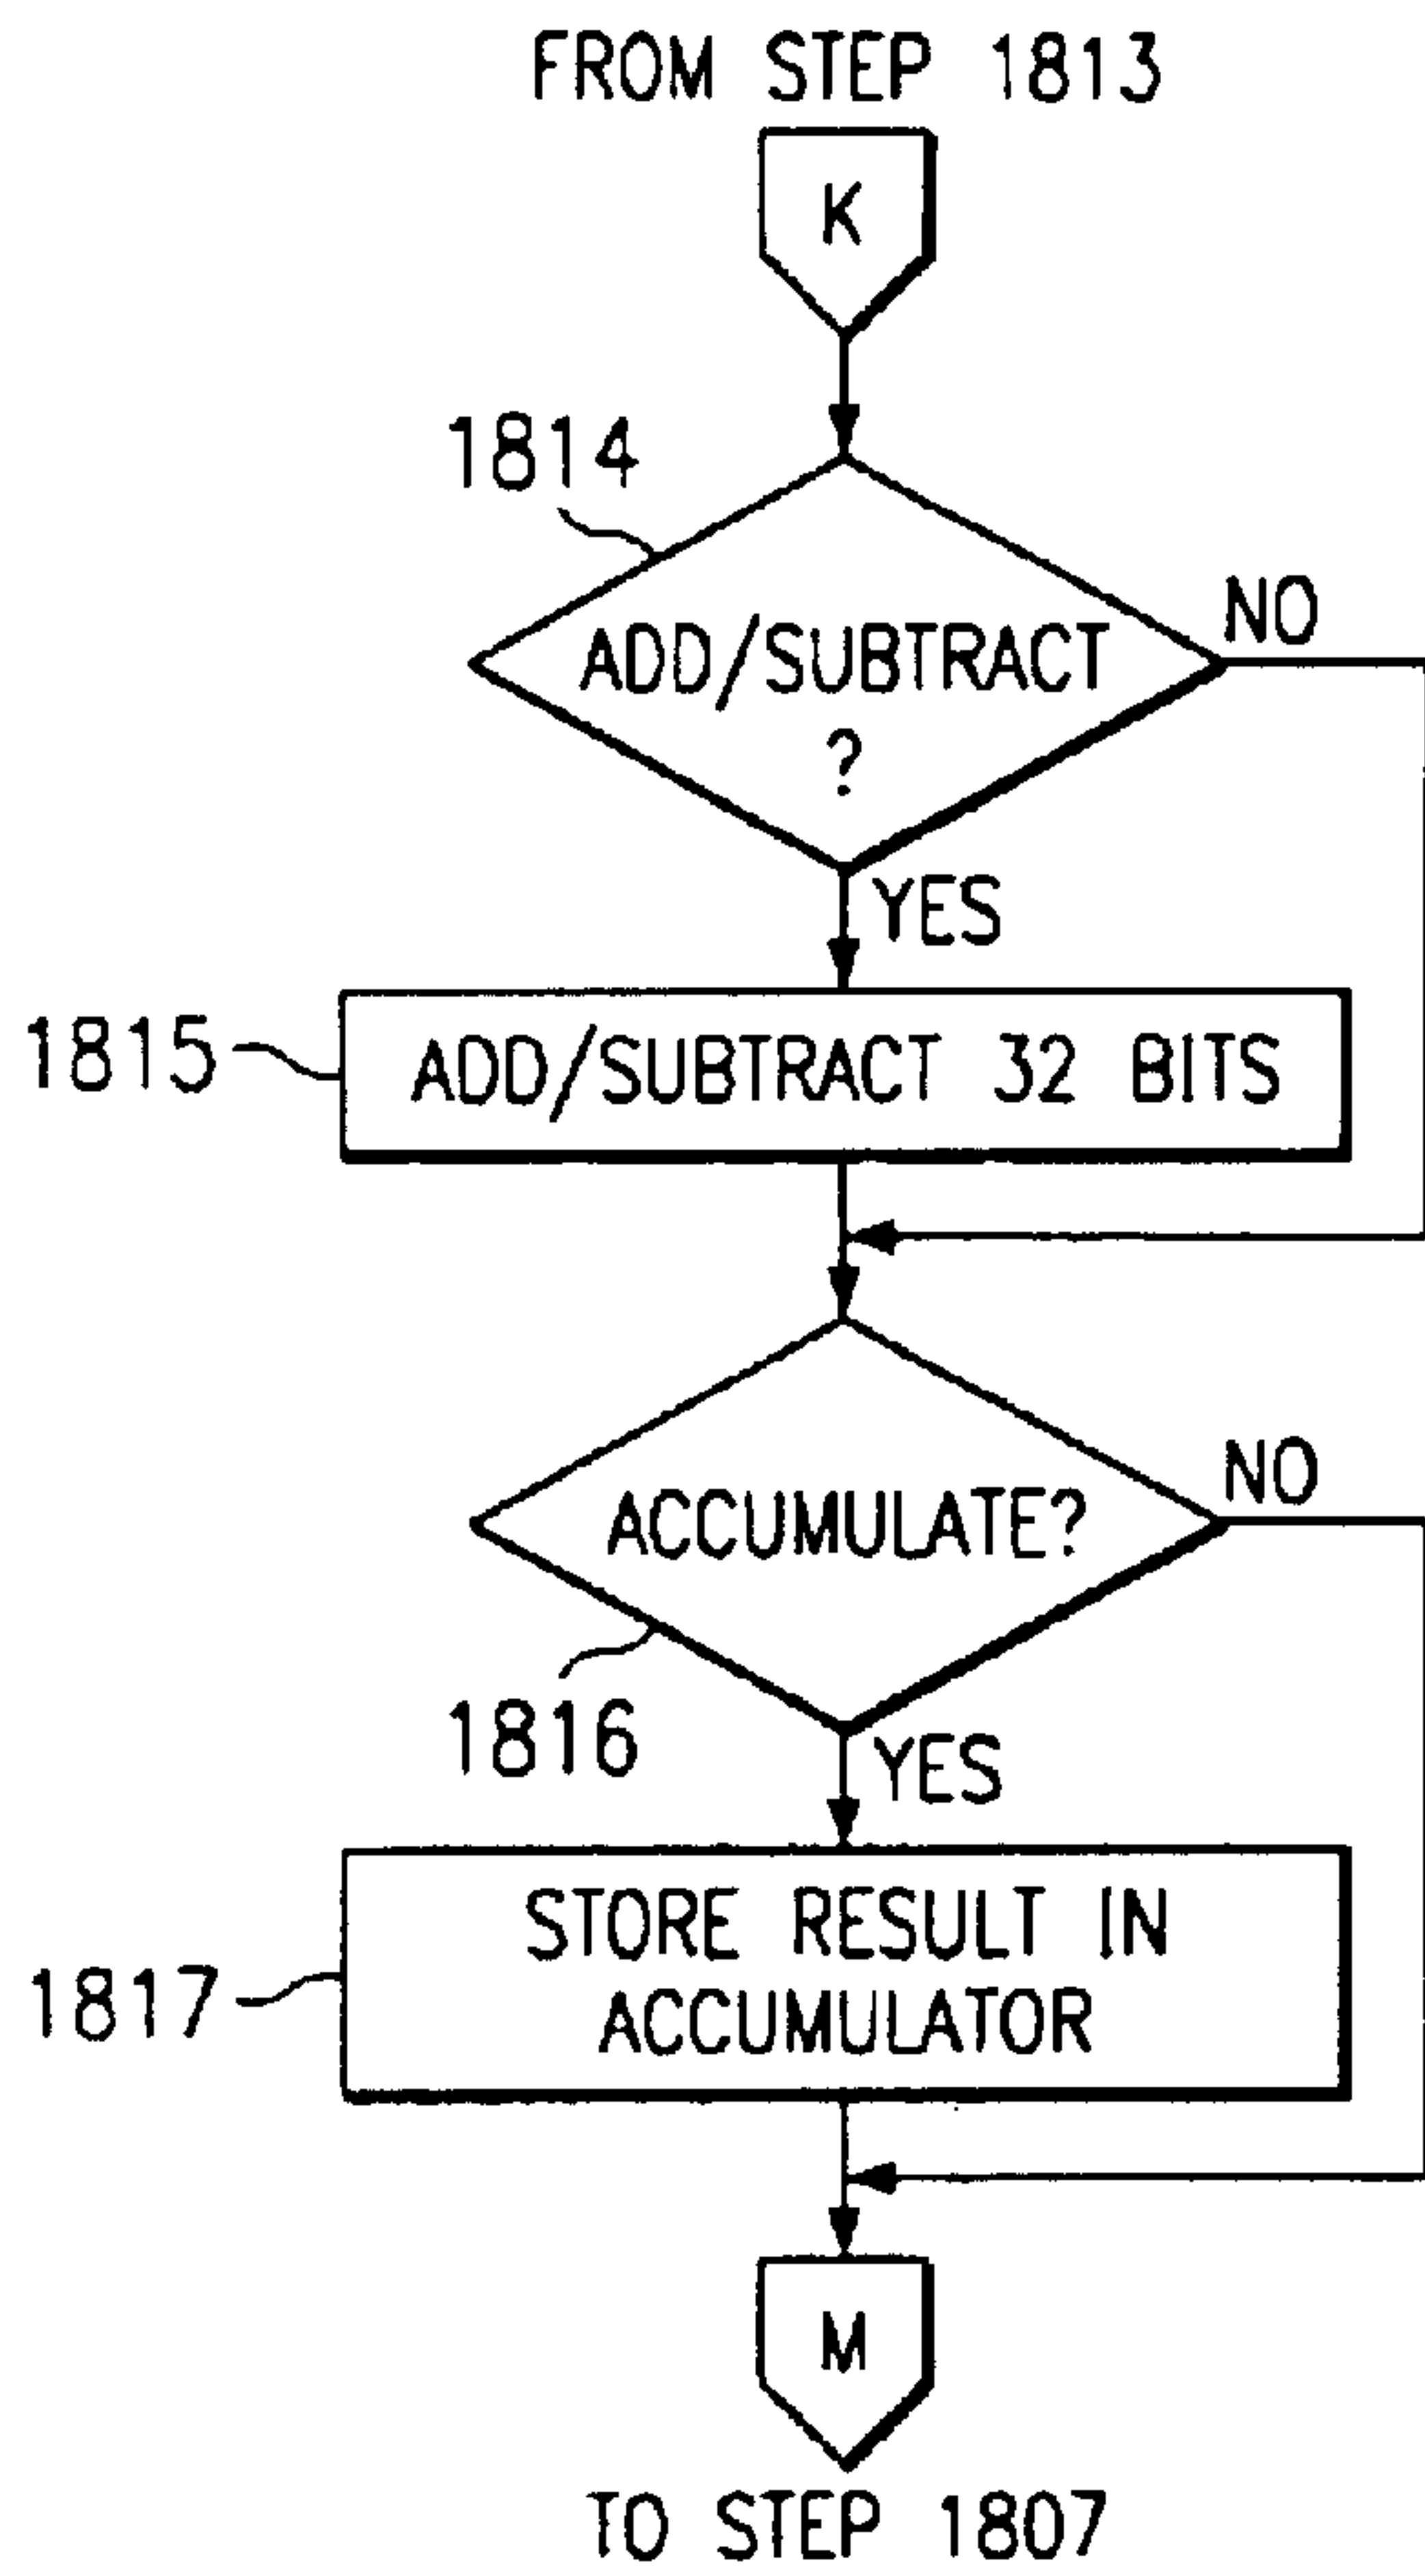 FROM STEP 1813
K
1814
ADD/SUBTRACT
?
NO
YES
1815
ADD/SUBTRACT 32 BITS
ACCUMULATE?
NO
1816
YES
1817
STORE RESULT IN
ACCUMULATOR
M
TO STEP 1807